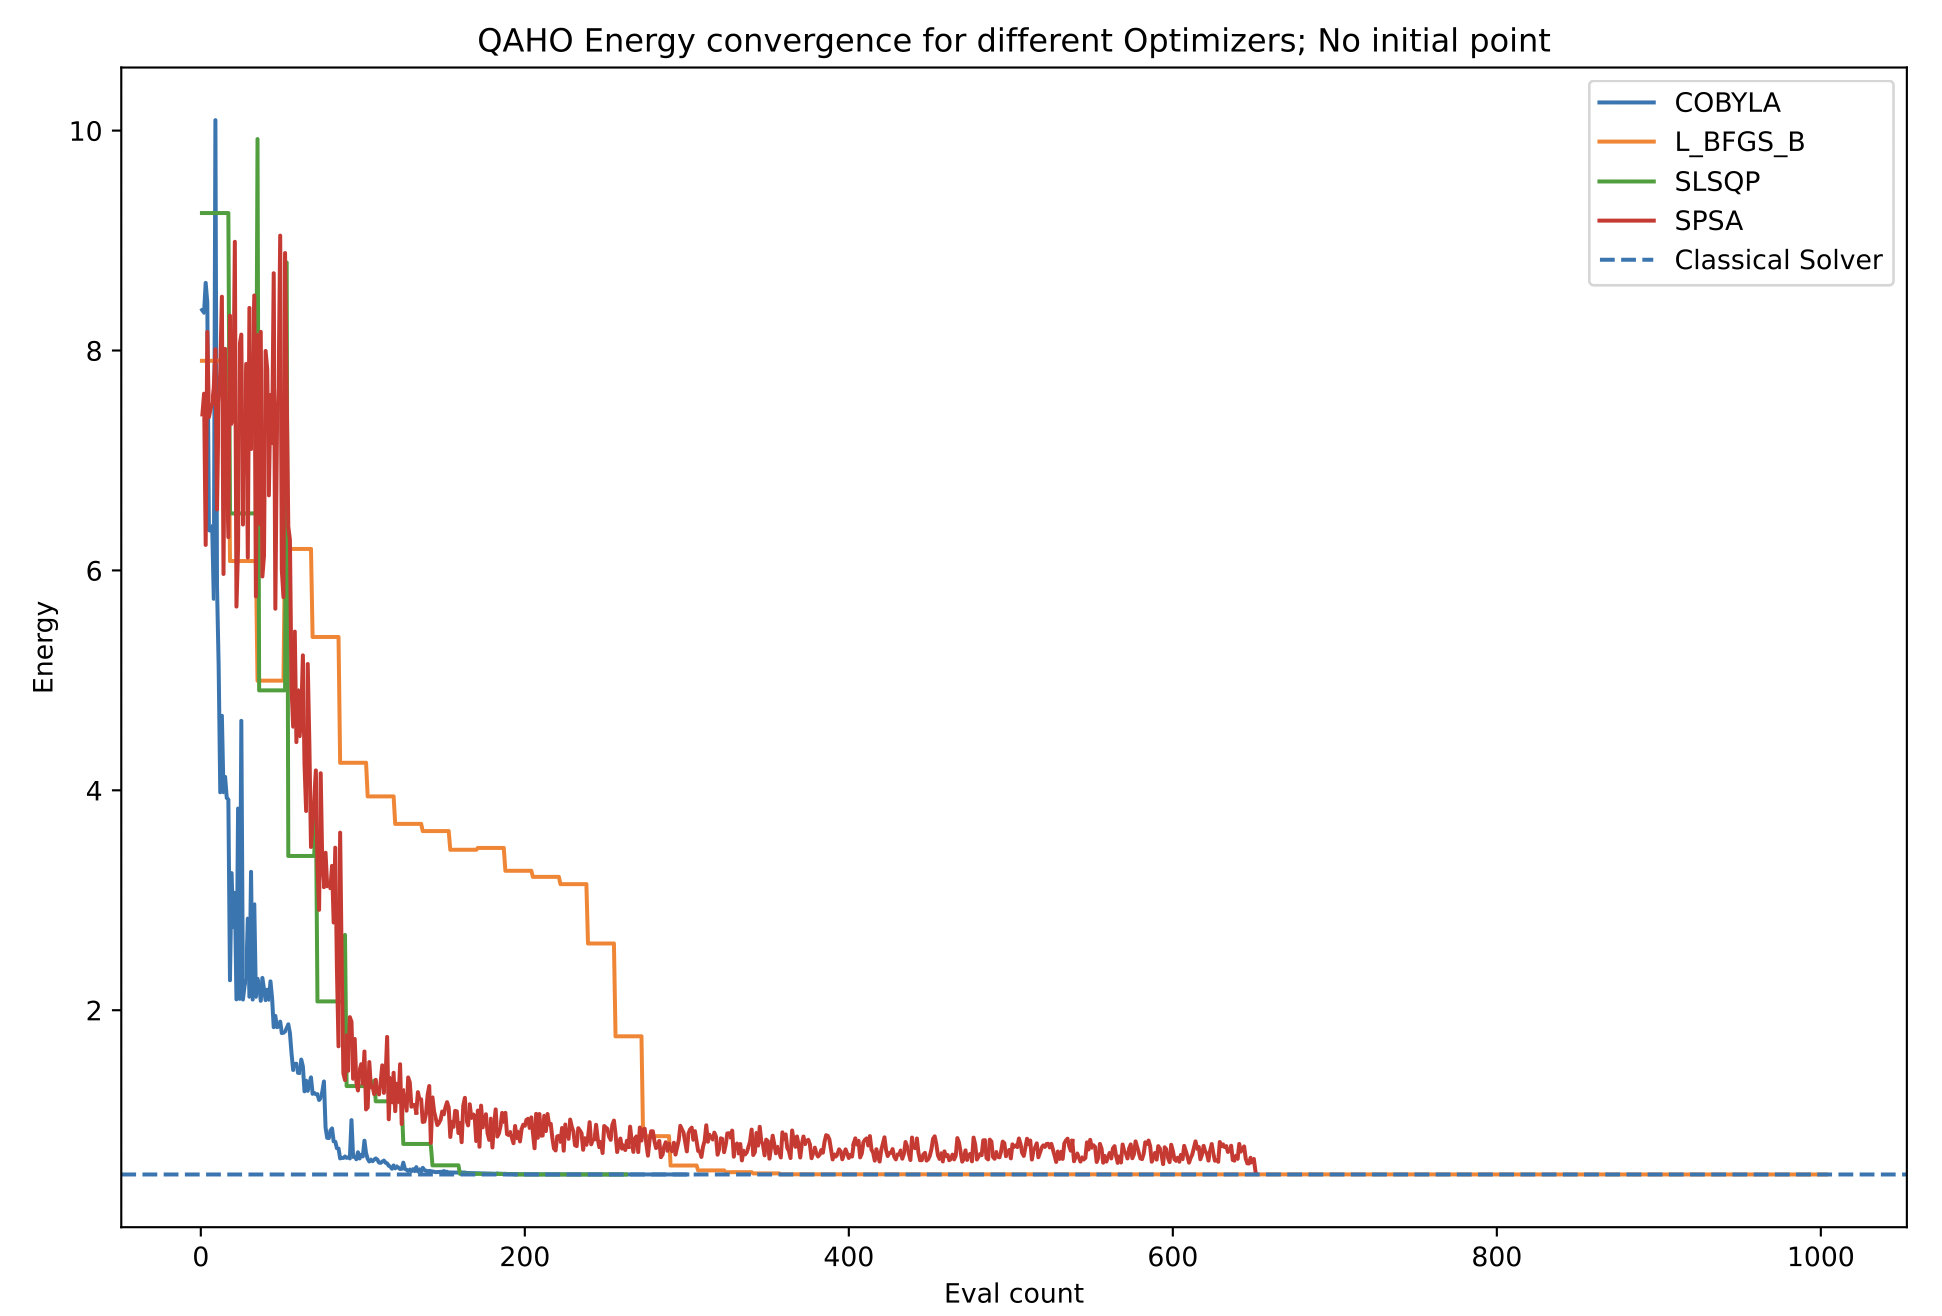 QAHO Energy convergence for different Optimizers; No initial point
COBYLA
L_BFGS_B
SLSQP
SPSA
Classical Solver
Energy
10
8
6
4
2
0 200 400 600 800 1000
Eval count